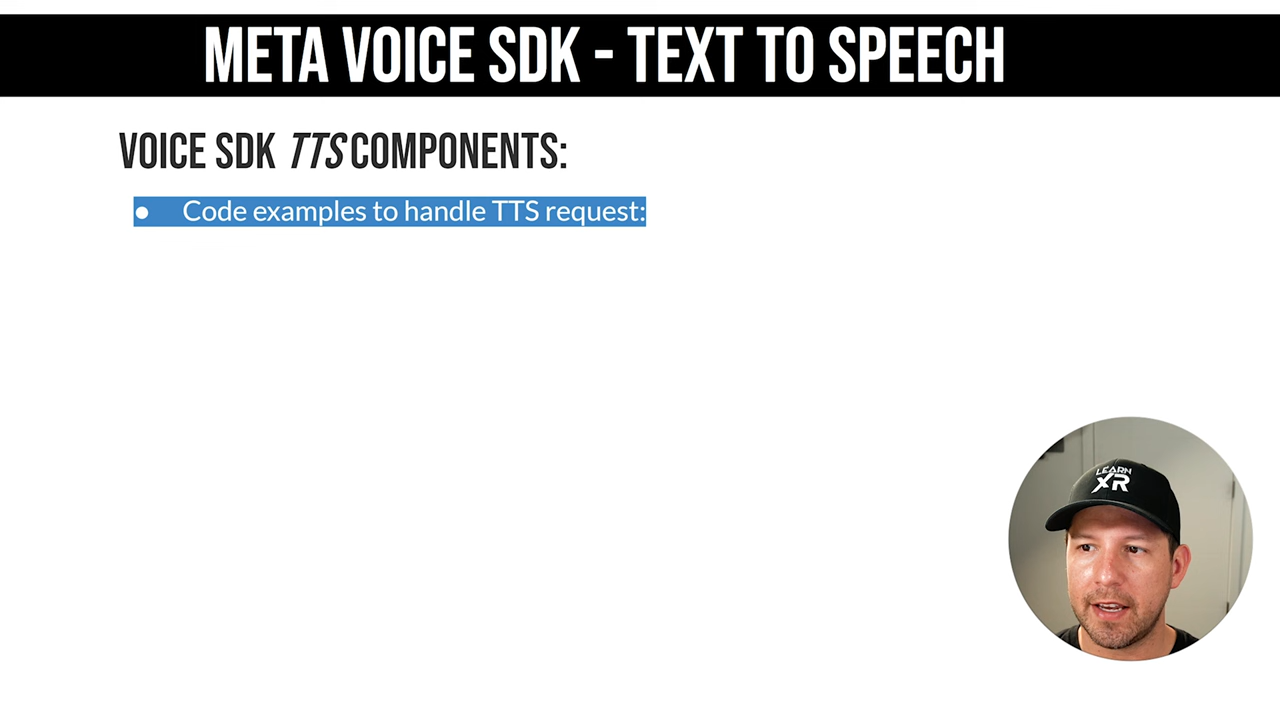 META VOICE SDK - TEXT TO SPEECH
VOICE SDK TTS COMPONENTS:
● Code examples to handle TTS request:
LEARN
XR